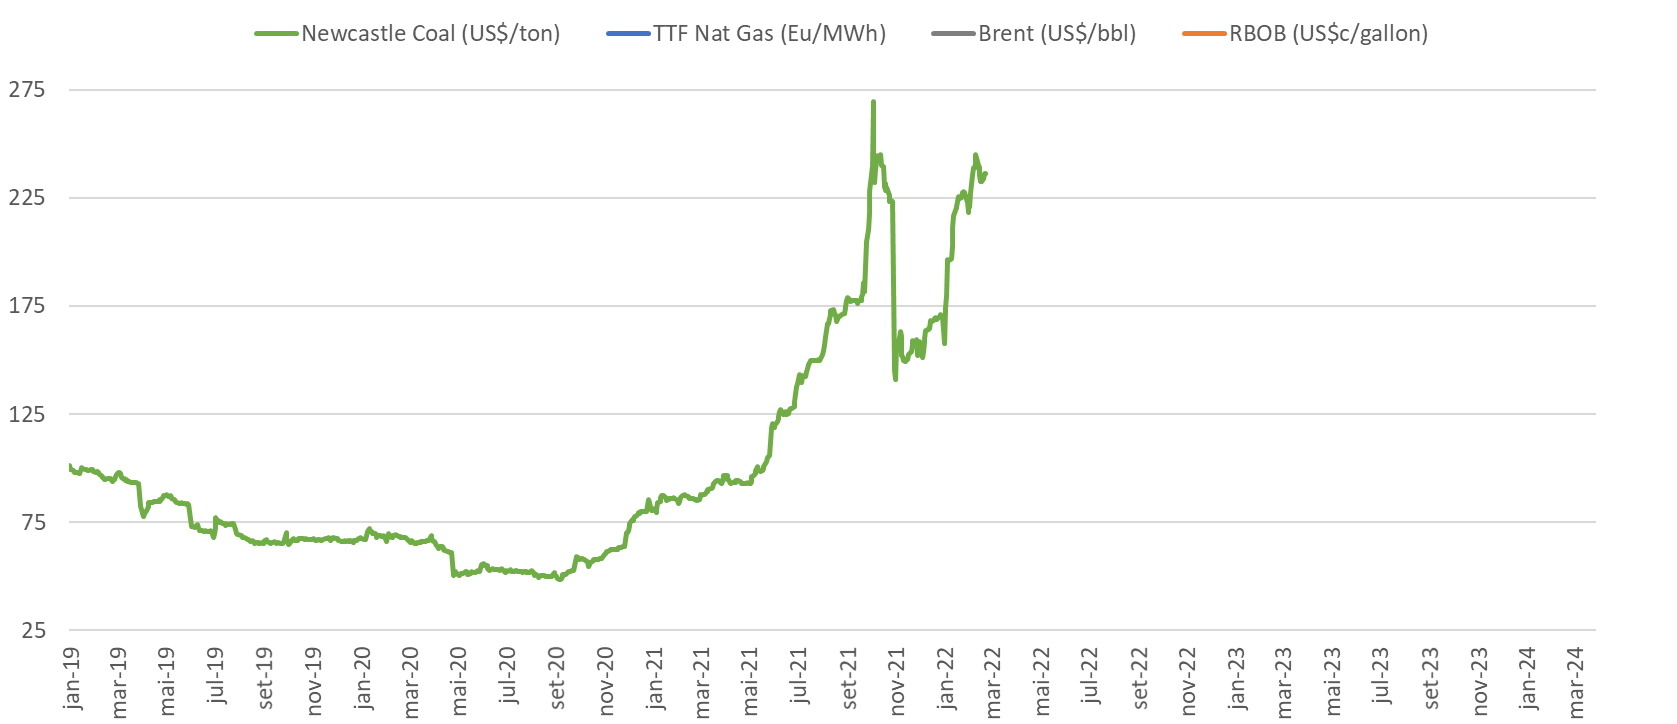 Newcastle Coal (US$/ton) TTF Nat Gas (Eu/MWh) Brent (US$/bbl) RBOB (US$c/gallon)
275
225
175
125
75
25
jan-19
mar-19
mai-19
jul-19
set-19
nov-19
jan-20
mar-20
mai-20
jul-20
set-20
nov-20
jan-21
mar-21
mai-21
jul-21
set-21
nov-21
jan-22
mar-22
mai-22
jul-22
set-22
nov-22
jan-23
mar-23
mai-23
jul-23
set-23
nov-23
jan-24
mar-24